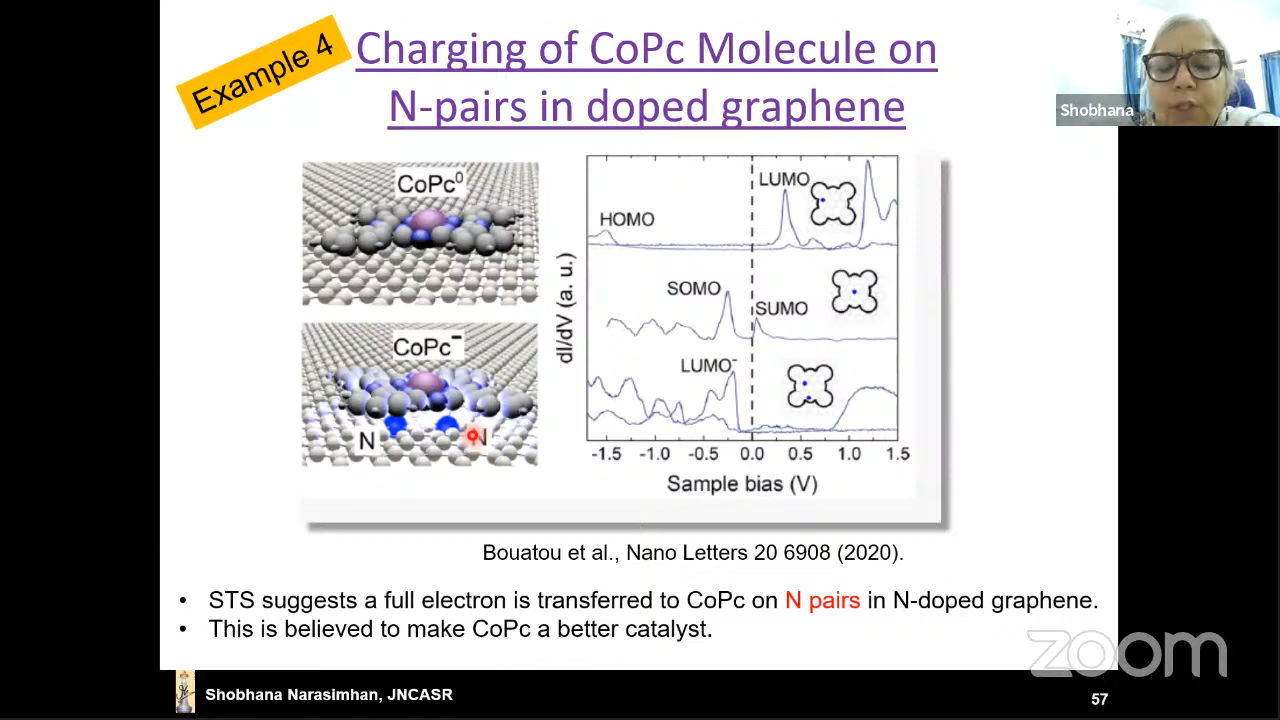 Example 4
Charging of CoPc Molecule on
N-pairs in doped graphene
Shobhana
CoPc⁰
CoPc⁻
N
N
HOMO
LUMO
SOMO
SUMO
LUMO⁻
dI/dV (a. u.)
-1.5 -1.0 -0.5 0.0 0.5 1.0 1.5
Sample bias (V)
Bouatou et al., Nano Letters 20 6908 (2020).
• STS suggests a full electron is transferred to CoPc on N pairs in N-doped graphene.
• This is believed to make CoPc a better catalyst.
zoom
Shobhana Narasimhan, JNCASR
57